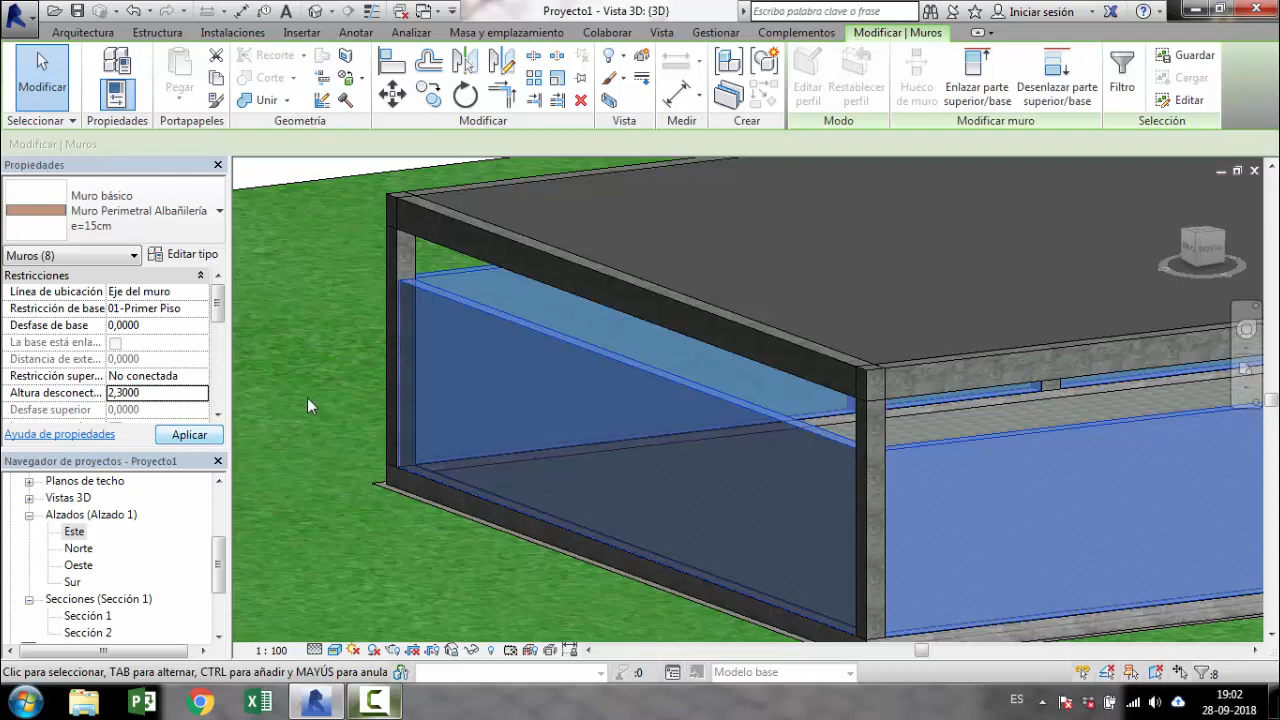 Proyecto1 - Vista 3D: {3D}
Escriba palabra clave o frase
Iniciar sesión
Arquitectura
Estructura
Instalaciones
Insertar
Anotar
Analizar
Masa y emplazamiento
Colaborar
Vista
Gestionar
Complementos
Modificar | Muros
Modificar
Pegar
Recorte
Corte
Unir
Editar perfil
Restablecer perfil
Hueco de muro
Enlazar parte superior/base
Desenlazar parte superior/base
Filtro
Guardar
Cargar
Editar
Seleccionar
Propiedades
Portapapeles
Geometría
Modificar
Vista
Medir
Crear
Modo
Modificar muro
Selección
Modificar | Muros
Propiedades
Muro básico
Muro Perimetral Albañilería
e=15cm
Muros (8)
Editar tipo
Restricciones
Línea de ubicación Eje del muro
Restricción de base 01-Primer Piso
Desfase de base 0,0000
La base está enla...
Distancia de exte... 0,0000
Restricción super... No conectada
Altura desconect... 2,3000
Desfase superior 0,0000
Ayuda de propiedades
Aplicar
Navegador de proyectos - Proyecto1
Planos de techo
Vistas 3D
Alzados (Alzado 1)
Este
Norte
Oeste
Sur
Secciones (Sección 1)
Sección 1
Sección 2
1 : 100
Clic para seleccionar, TAB para alternar, CTRL para añadir y MAYÚS para anula
:0
Modelo base
:8
ES
19:02
28-09-2018